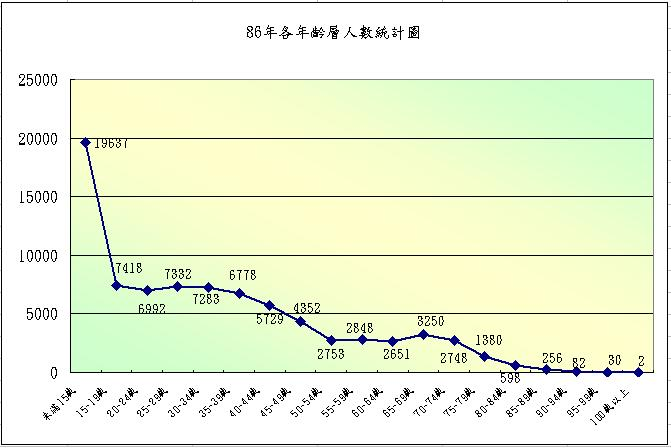 86年各年齡層人數統計圖
25000
20000
15000
10000
5000
0
19637
7418
6992
7332
7283
6778
5729
4352
2753
2848
2651
3250
2748
1380
598
256
82
30
2
未滿15歲
15-19歲
20-24歲
25-29歲
30-34歲
35-39歲
40-44歲
45-49歲
50-54歲
55-59歲
60-64歲
65-69歲
70-74歲
75-79歲
80-84歲
85-89歲
90-94歲
95-99歲
100歲以上